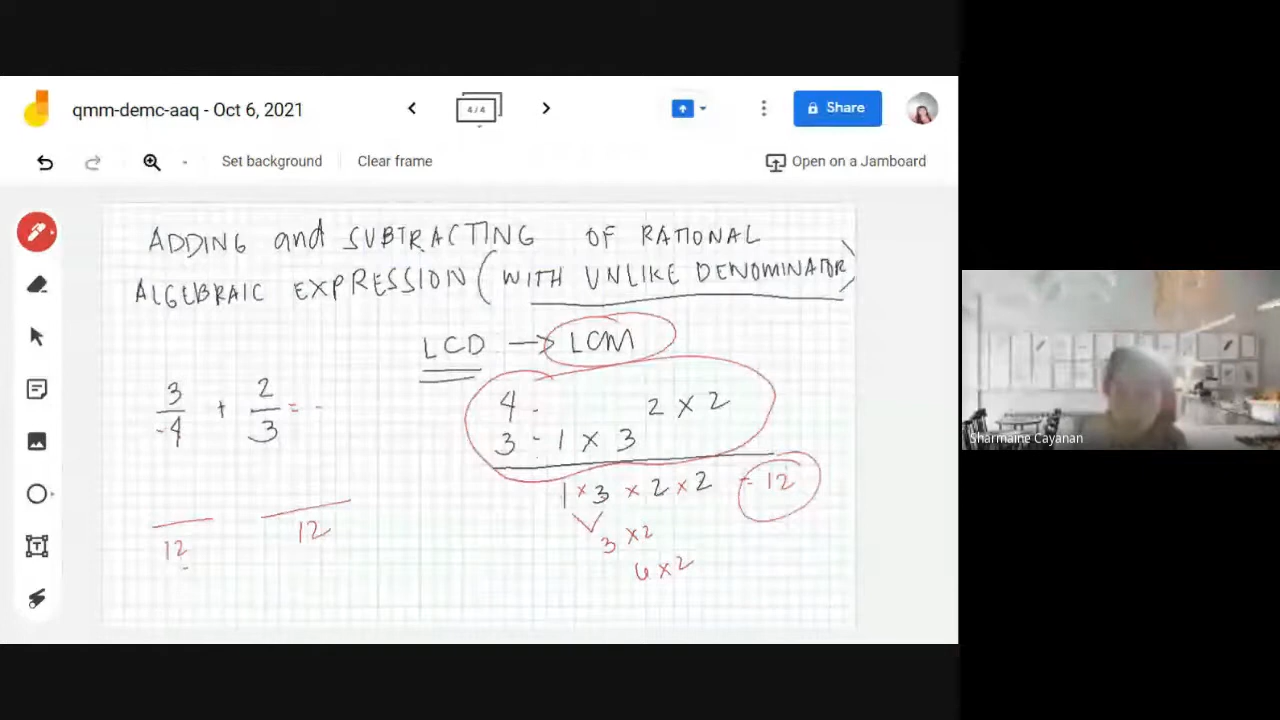 qmm-demc-aaq - Oct 6, 2021
4/4
Share
Set background
Clear frame
Open on a Jamboard
ADDING and SUBTRACTING OF RATIONAL
ALGEBRAIC EXPRESSION (WITH UNLIKE DENOMINATOR)
LCD → LCM
3/4 + 2/3 =
4 - 2 × 2
3 - 1 × 3
1 × 3 × 2 × 2 = 12
3 × 2
6 × 2
12 12
Sharmaine Cayanan